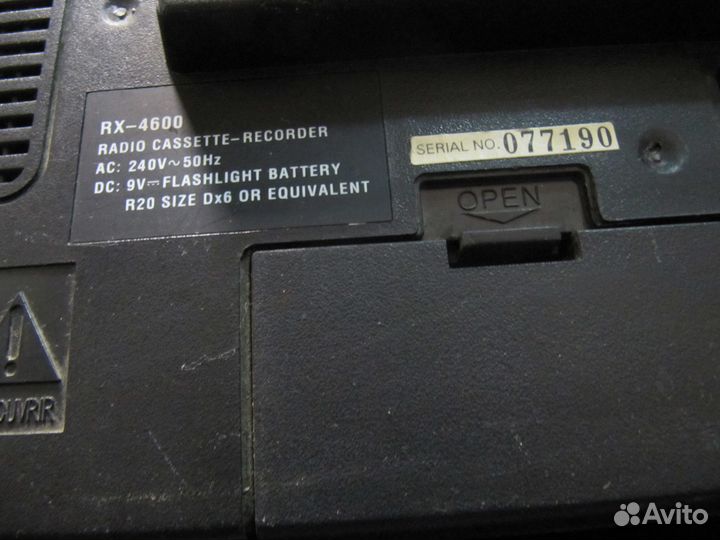 RX-4600
RADIO CASSETTE-RECORDER
AC: 240V~50Hz
DC: 9V⎓FLASHLIGHT BATTERY
R20 SIZE Dx6 OR EQUIVALENT
SERIAL NO. 077190
OPEN
!
OUVRIR
Avito